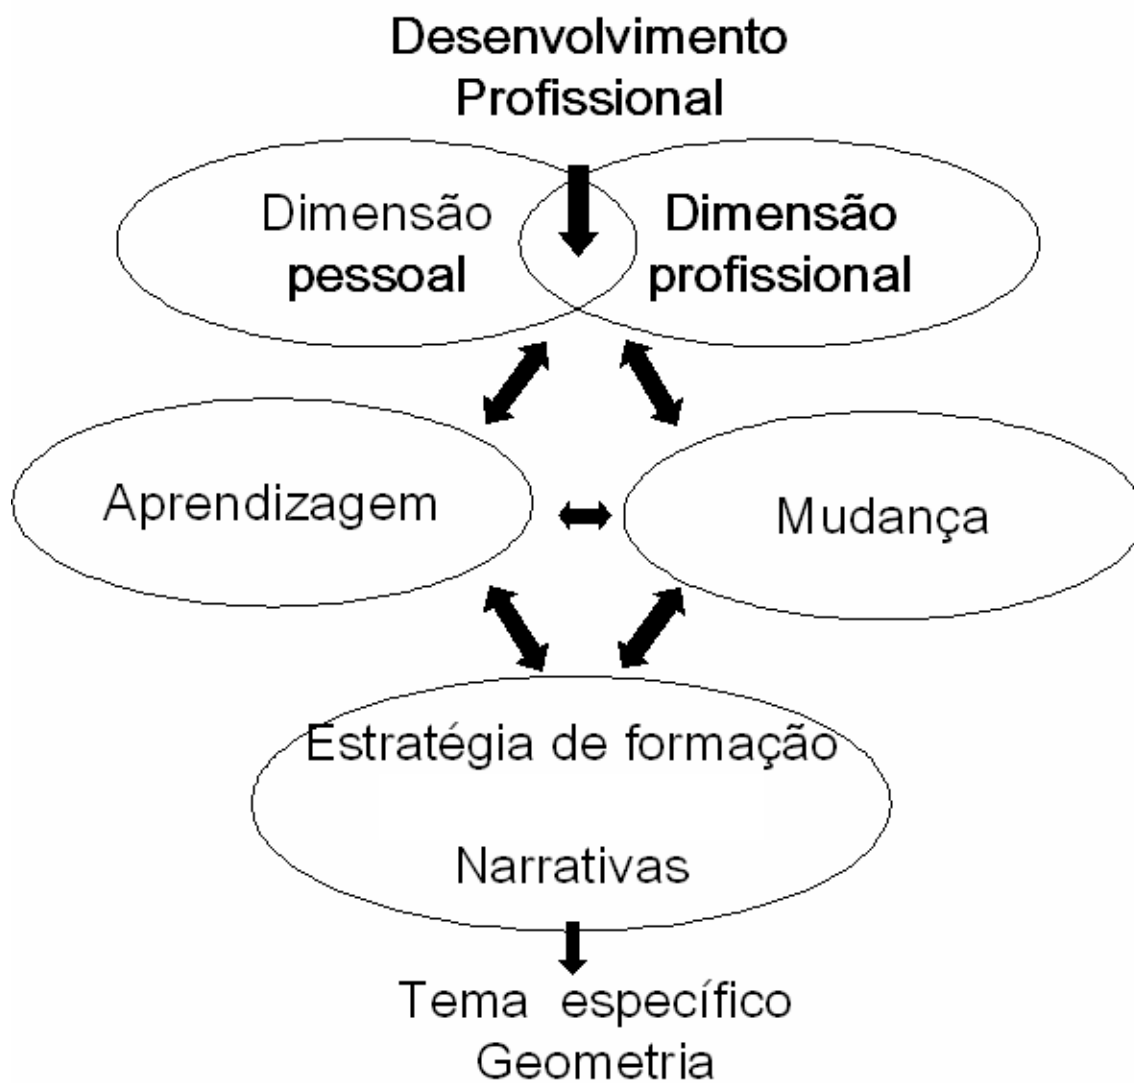 Desenvolvimento
Profissional
Dimensão
pessoal
Dimensão
profissional
Aprendizagem
Mudança
Estratégia de formação
Narrativas
Tema específico
Geometria